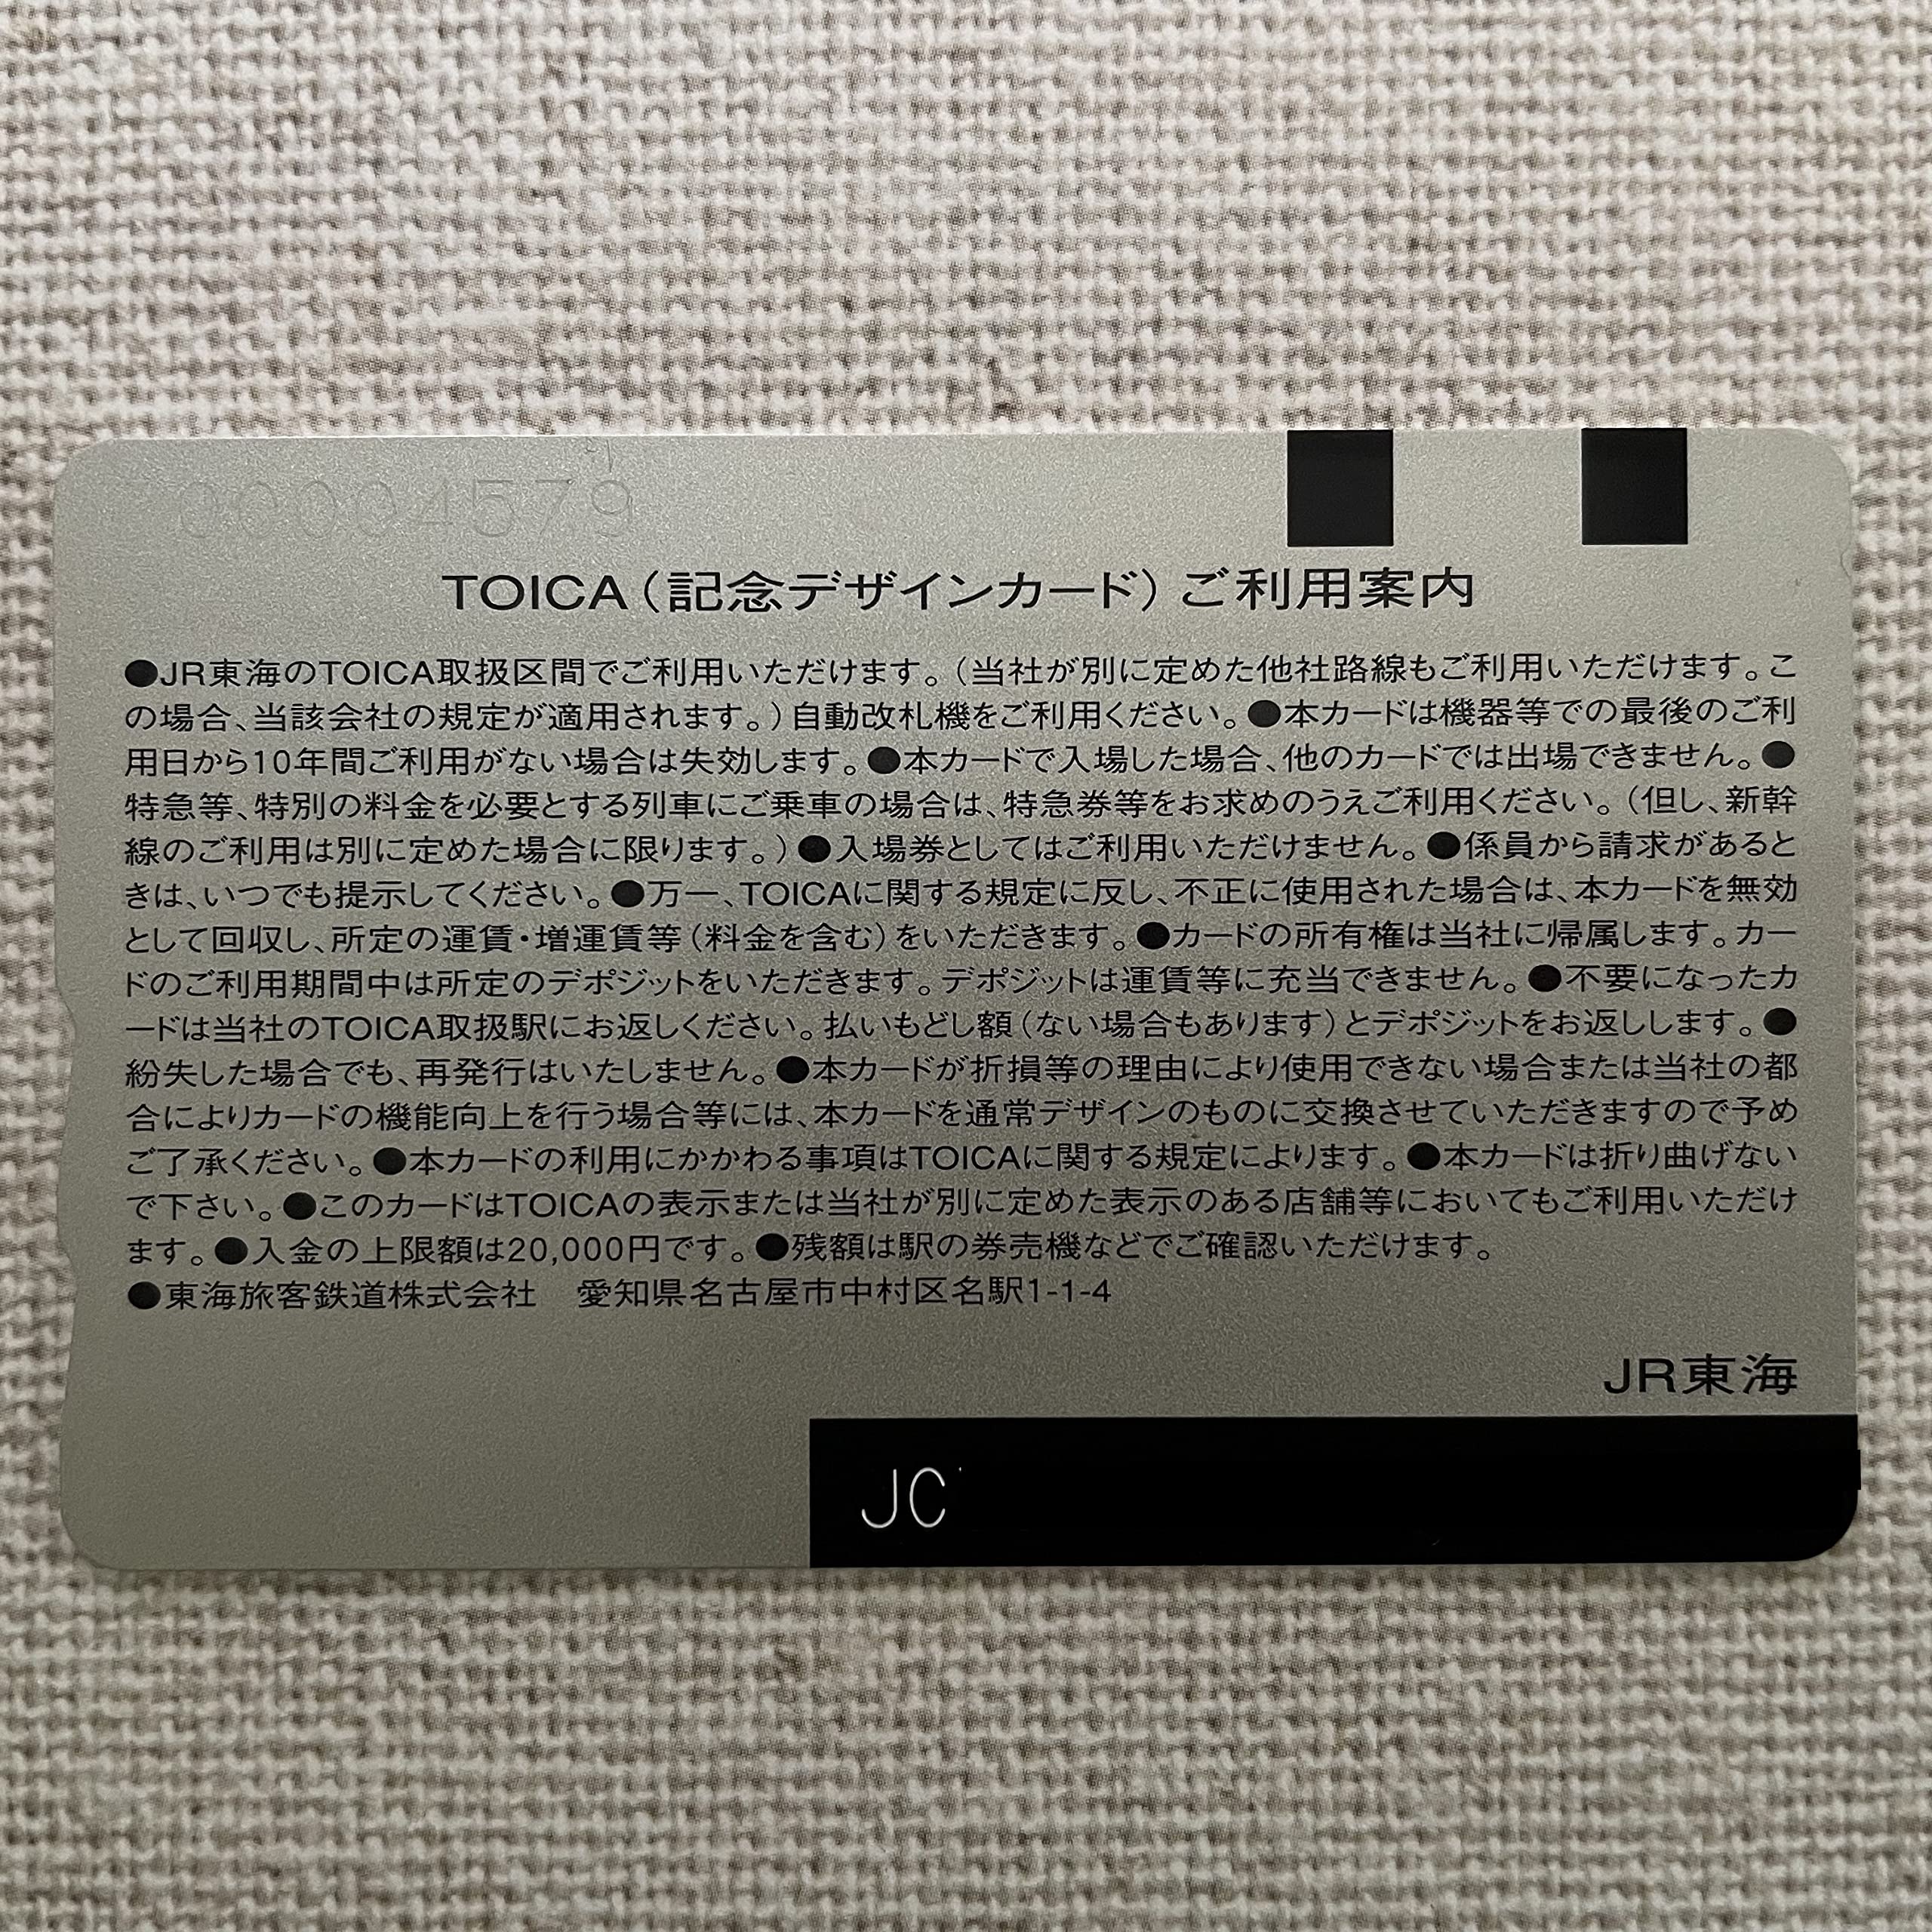 00004579
TOICA（記念デザインカード）ご利用案内
●JR東海のTOICA取扱区間でご利用いただけます。（当社が別に定めた他社路線もご利用いただけます。こ
の場合、当該会社の規定が適用されます。）自動改札機をご利用ください。●本カードは機器等での最後のご利
用日から10年間ご利用がない場合は失効します。●本カードで入場した場合、他のカードでは出場できません。●
特急等、特別の料金を必要とする列車にご乗車の場合は、特急券等をお求めのうえご利用ください。（但し、新幹
線のご利用は別に定めた場合に限ります。）●入場券としてはご利用いただけません。●係員から請求があると
きは、いつでも提示してください。●万一、TOICAに関する規定に反し、不正に使用された場合は、本カードを無効
として回収し、所定の運賃・増運賃等（料金を含む）をいただきます。●カードの所有権は当社に帰属します。カー
ドのご利用期間中は所定のデポジットをいただきます。デポジットは運賃等に充当できません。●不要になったカ
ードは当社のTOICA取扱駅にお返しください。払いもどし額（ない場合もあります）とデポジットをお返しします。●
紛失した場合でも、再発行はいたしません。●本カードが折損等の理由により使用できない場合または当社の都
合によりカードの機能向上を行う場合等には、本カードを通常デザインのものに交換させていただきますので予め
ご了承ください。●本カードの利用にかかわる事項はTOICAに関する規定によります。●本カードは折り曲げない
で下さい。●このカードはTOICAの表示または当社が別に定めた表示のある店舗等においてもご利用いただけ
ます。●入金の上限額は20,000円です。●残額は駅の券売機などでご確認いただけます。
●東海旅客鉄道株式会社　愛知県名古屋市中村区名駅1-1-4
JR東海
JC